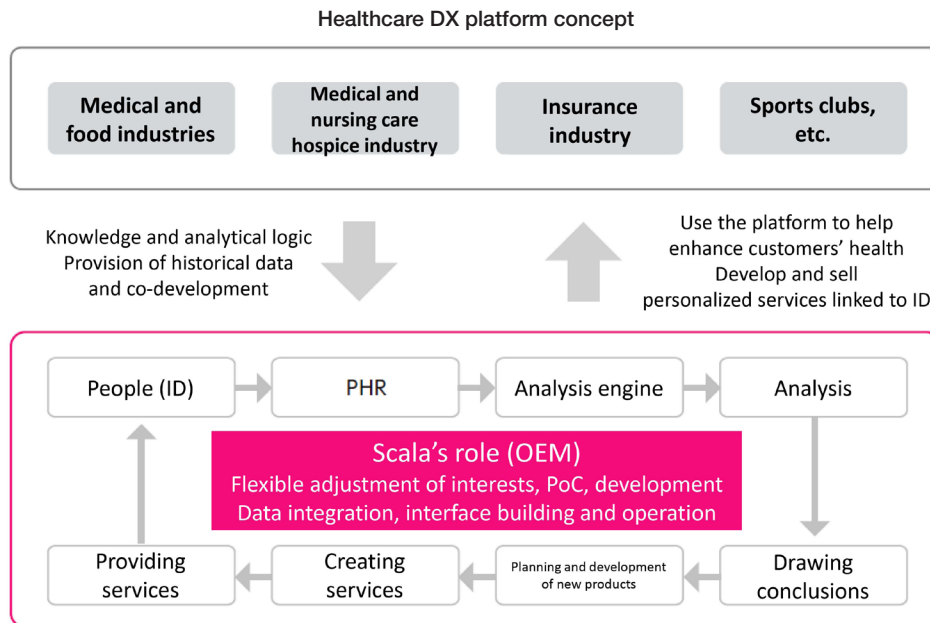 Healthcare DX platform concept
Medical and
food industries
Medical and
nursing care
hospice industry
Insurance
industry
Sports clubs,
etc.
Knowledge and analytical logic
Provision of historical data
and co-development
Use the platform to help
enhance customers’ health
Develop and sell
personalized services linked to ID
People (ID)
PHR
Analysis engine
Analysis
Scala’s role (OEM)
Flexible adjustment of interests, PoC, development
Data integration, interface building and operation
Providing
services
Creating
services
Planning and development
of new products
Drawing
conclusions